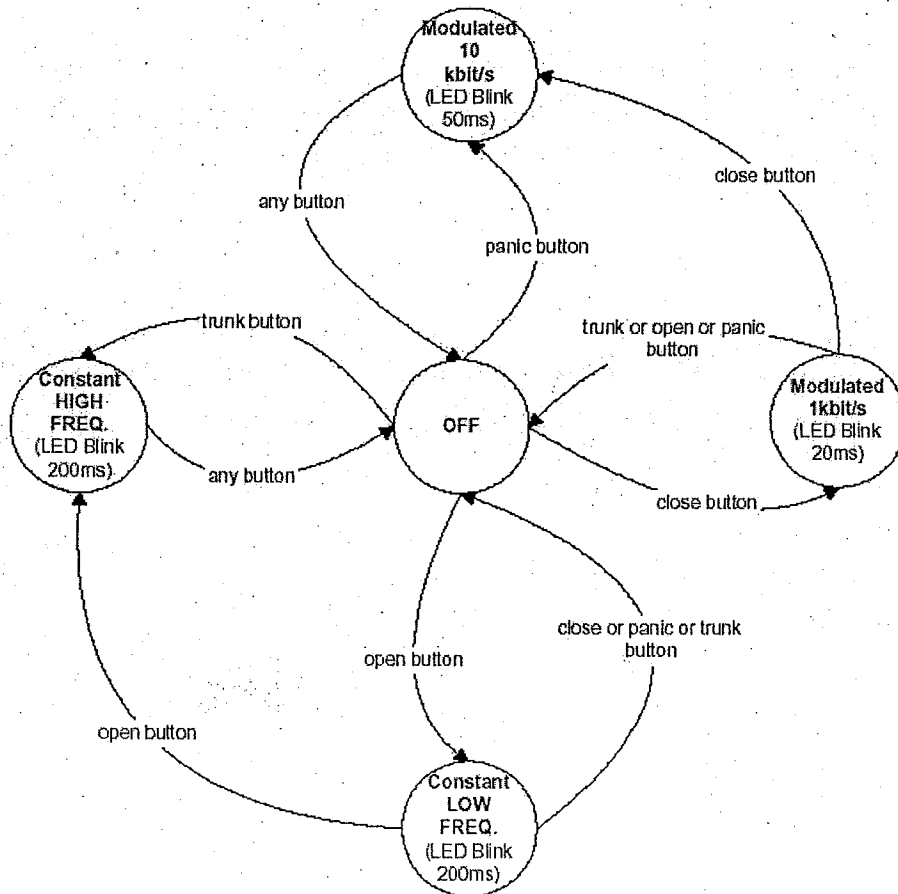 Modulated
10
kbit/s
(LED Blink
50ms)
close button
any button
panic button
trunk button
trunk or open or panic
button
Constant
HIGH
FREQ.
(LED Blink
200ms)
OFF
Modulated
1kbit/s
(LED Blink
20ms)
any button
close button
close or panic or trunk
button
open button
open button
Constant
LOW
FREQ.
(LED Blink
200ms)